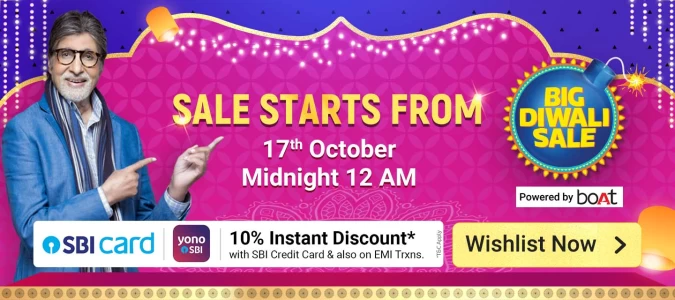 SALE STARTS FROM
17th October
Midnight 12 AM
BIG
DIWALI
SALE
Powered by boAt
SBI card
yono
SBI
10% Instant Discount*
with SBI Credit Card & also on EMI Trxns.
*T&C Apply
Wishlist Now >